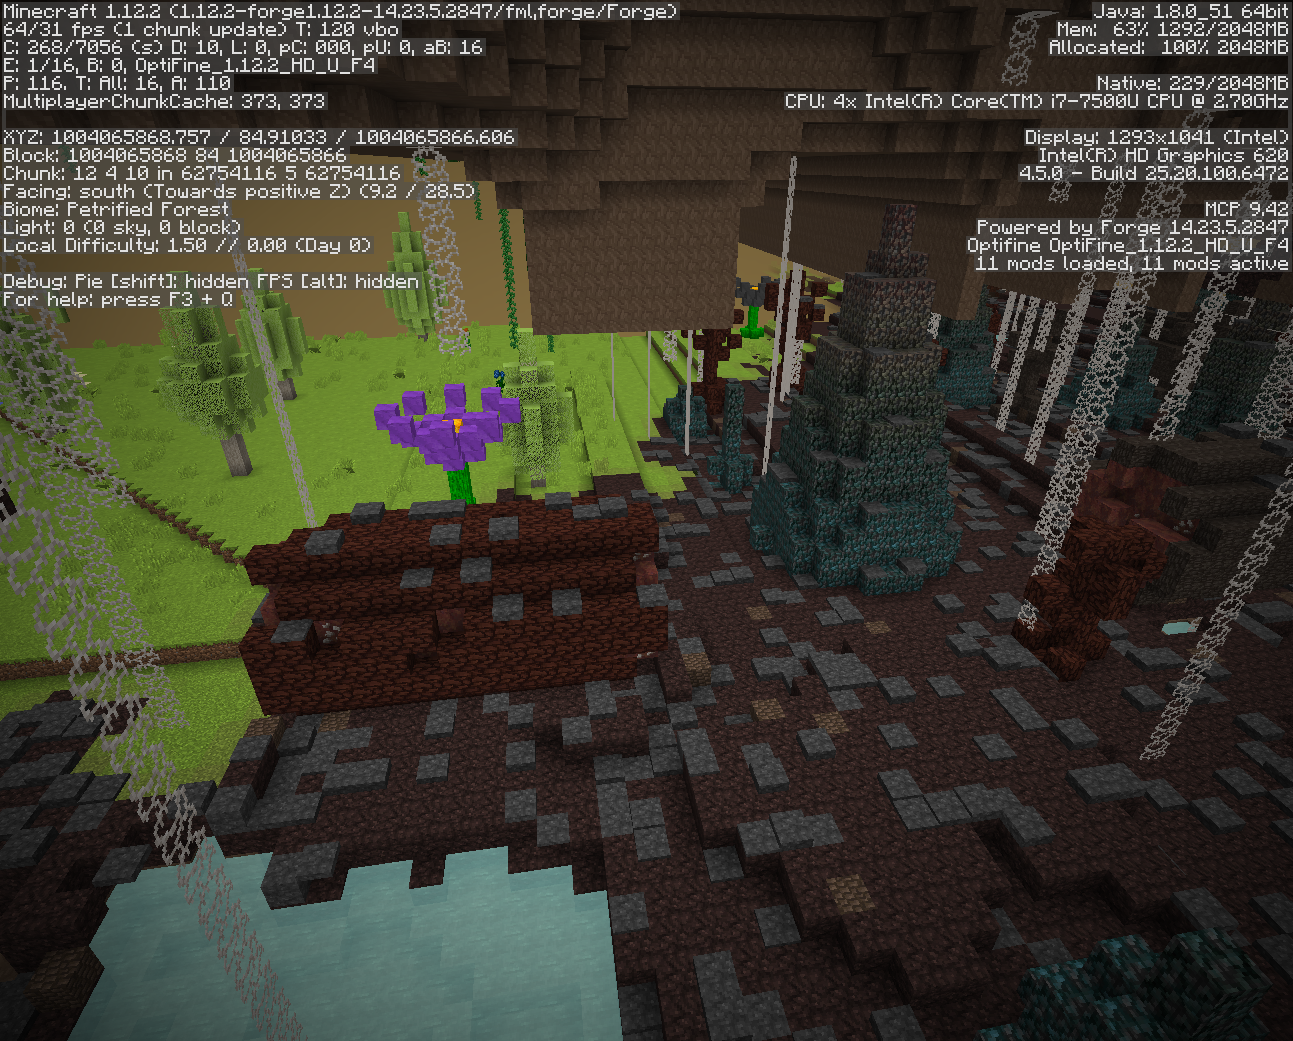 Minecraft 1.12.2 (1.12.2-forge1.12.2-14.23.5.2847/fml,forge/Forge)
64/31 fps (1 chunk update) T: 120 vbo
C: 268/7056 (s) D: 10, L: 0, pC: 000, pU: 0, aB: 16
E: 1/16, B: 0, OptiFine_1.12.2_HD_U_F4
P: 116. T: All: 16, A: 110
MultiplayerChunkCache: 373, 373
XYZ: 1004065868.757 / 84.91033 / 1004065866.606
Block: 1004065868 84 1004065866
Chunk: 12 4 10 in 62754116 5 62754116
Facing: south (Towards positive Z) (9.2 / 28.5)
Biome: Petrified Forest
Light: 0 (0 sky, 0 block)
Local Difficulty: 1.50 // 0.00 (Day 0)
Debug: Pie [shift]: hidden FPS [alt]: hidden
For help: press F3 + Q
Java: 1.8.0_51 64bit
Mem: 63% 1292/2048MB
Allocated: 100% 2048MB
Native: 229/2048MB
CPU: 4x Intel(R) Core(TM) i7-7500U CPU @ 2.70GHz
Display: 1293x1041 (Intel)
Intel(R) HD Graphics 620
4.5.0 - Build 25.20.100.6472
MCP 9.42
Powered by Forge 14.23.5.2847
Optifine OptiFine_1.12.2_HD_U_F4
11 mods loaded, 11 mods active